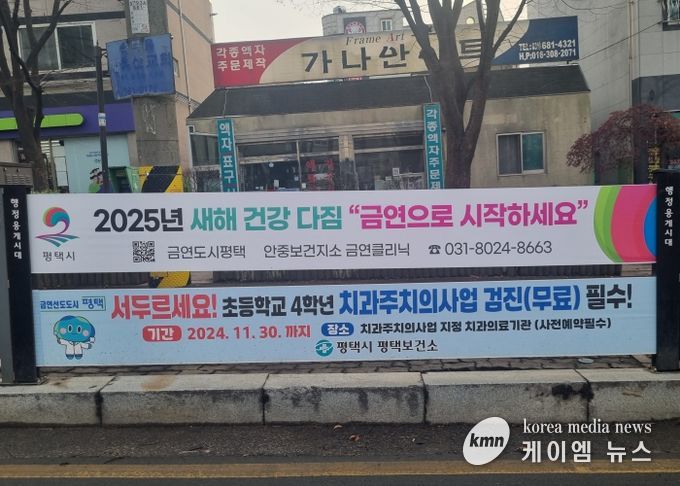 각종액자
주문제작
Frame Art
가나안
TEL: 681-4321
H.P:016-308-2071
액자표구
각종액자주문제작
행정용게시대
행정용게시대
평택시
2025년 새해 건강 다짐 “금연으로 시작하세요”
금연도시평택 안중보건지소 금연클리닉 ☎031-8024-8663
금연선도도시 평택
서두르세요! 초등학교 4학년 치과주치의사업 검진(무료) 필수!
기간 2024. 11. 30. 까지 장소 치과주치의사업 지정 치과의료기관 (사전예약필수)
평택시 평택보건소
kmn korea media news
케이엠 뉴스